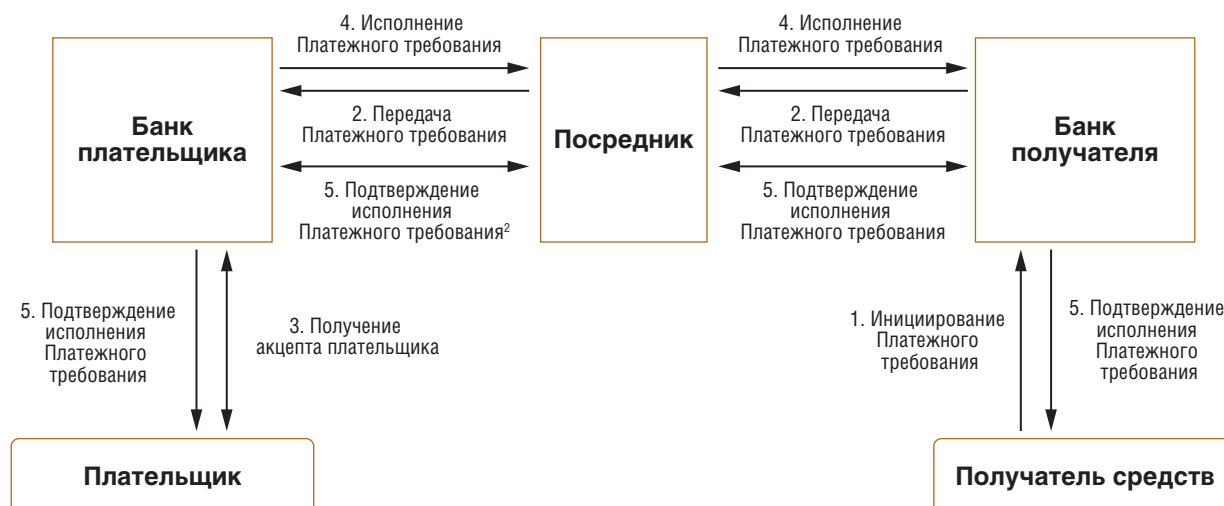 4. Исполнение
Платежного требования
4. Исполнение
Платежного требования
Банк
плательщика
2. Передача
Платежного требования
Посредник
2. Передача
Платежного требования
Банк
получателя
5. Подтверждение
исполнения
Платежного требования²
5. Подтверждение
исполнения
Платежного требования
5. Подтверждение
исполнения
Платежного
требования
3. Получение
акцепта плательщика
1. Инициирование
Платежного
требования
5. Подтверждение
исполнения
Платежного
требования
Плательщик
Получатель средств